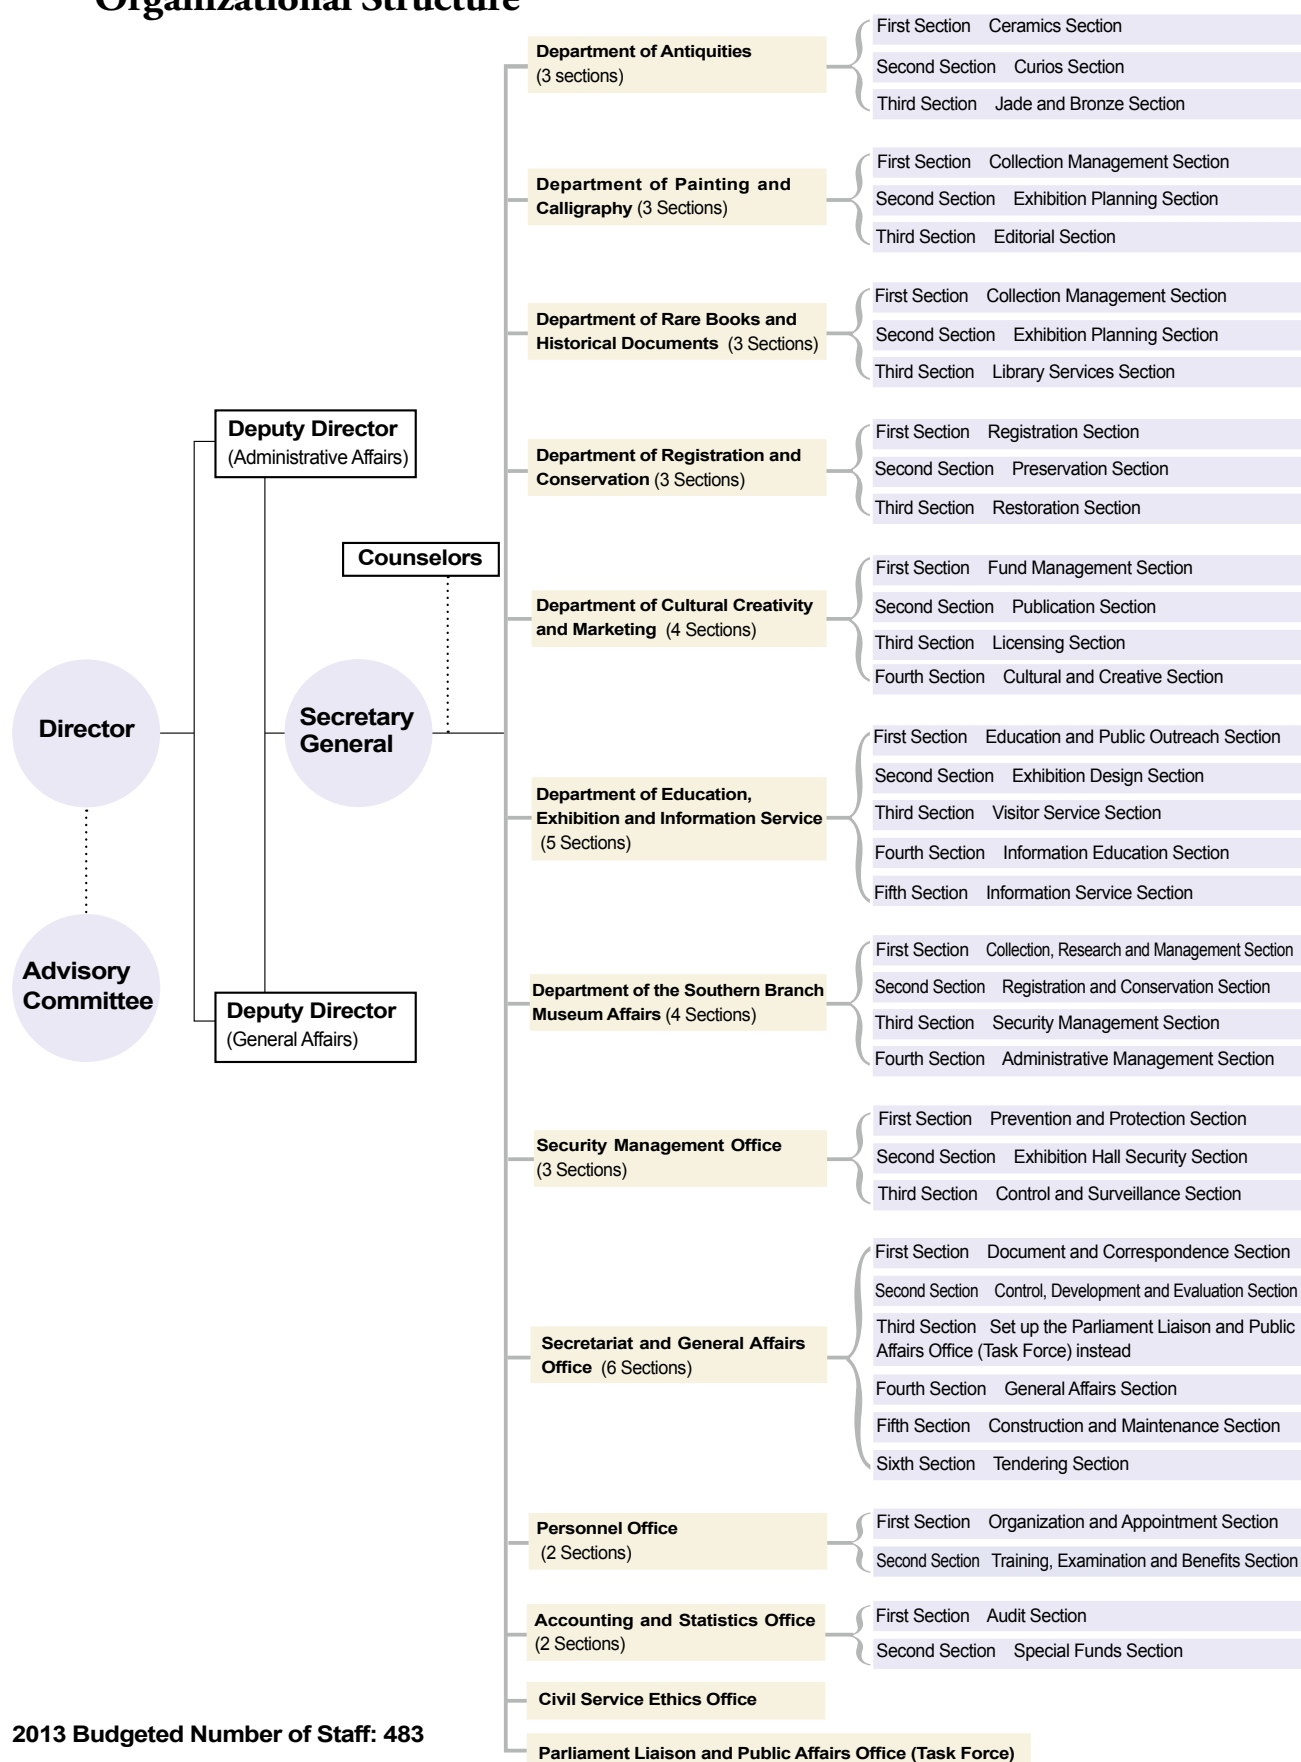 Organizational Structure
Director
Advisory
Committee
Deputy Director
(Administrative Affairs)
Deputy Director
(General Affairs)
Counselors
Secretary
General
Department of Antiquities
(3 sections)
First Section Ceramics Section
Second Section Curios Section
Third Section Jade and Bronze Section
Department of Painting and
Calligraphy (3 Sections)
First Section Collection Management Section
Second Section Exhibition Planning Section
Third Section Editorial Section
Department of Rare Books and
Historical Documents (3 Sections)
First Section Collection Management Section
Second Section Exhibition Planning Section
Third Section Library Services Section
Department of Registration and
Conservation (3 Sections)
First Section Registration Section
Second Section Preservation Section
Third Section Restoration Section
Department of Cultural Creativity
and Marketing (4 Sections)
First Section Fund Management Section
Second Section Publication Section
Third Section Licensing Section
Fourth Section Cultural and Creative Section
Department of Education,
Exhibition and Information Service
(5 Sections)
First Section Education and Public Outreach Section
Second Section Exhibition Design Section
Third Section Visitor Service Section
Fourth Section Information Education Section
Fifth Section Information Service Section
Department of the Southern Branch
Museum Affairs (4 Sections)
First Section Collection, Research and Management Section
Second Section Registration and Conservation Section
Third Section Security Management Section
Fourth Section Administrative Management Section
Security Management Office
(3 Sections)
First Section Prevention and Protection Section
Second Section Exhibition Hall Security Section
Third Section Control and Surveillance Section
Secretariat and General Affairs
Office (6 Sections)
First Section Document and Correspondence Section
Second Section Control, Development and Evaluation Section
Third Section Set up the Parliament Liaison and Public
Affairs Office (Task Force) instead
Fourth Section General Affairs Section
Fifth Section Construction and Maintenance Section
Sixth Section Tendering Section
Personnel Office
(2 Sections)
First Section Organization and Appointment Section
Second Section Training, Examination and Benefits Section
Accounting and Statistics Office
(2 Sections)
First Section Audit Section
Second Section Special Funds Section
Civil Service Ethics Office
Parliament Liaison and Public Affairs Office (Task Force)
2013 Budgeted Number of Staff: 483